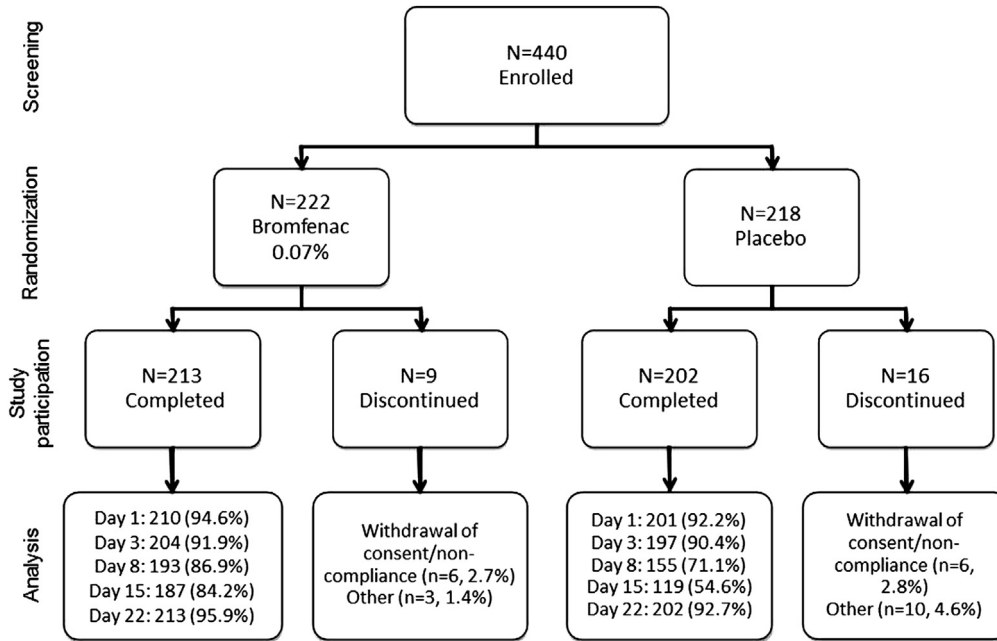 Screening
N=440
Enrolled
Randomization
N=222
Bromfenac
0.07%
N=218
Placebo
Study
participation
N=213
Completed
N=9
Discontinued
N=202
Completed
N=16
Discontinued
Analysis
Day 1: 210 (94.6%)
Day 3: 204 (91.9%)
Day 8: 193 (86.9%)
Day 15: 187 (84.2%)
Day 22: 213 (95.9%)
Withdrawal of
consent/non-
compliance (n=6, 2.7%)
Other (n=3, 1.4%)
Day 1: 201 (92.2%)
Day 3: 197 (90.4%)
Day 8: 155 (71.1%)
Day 15: 119 (54.6%)
Day 22: 202 (92.7%)
Withdrawal of
consent/non-
compliance (n=6,
2.8%)
Other (n=10, 4.6%)